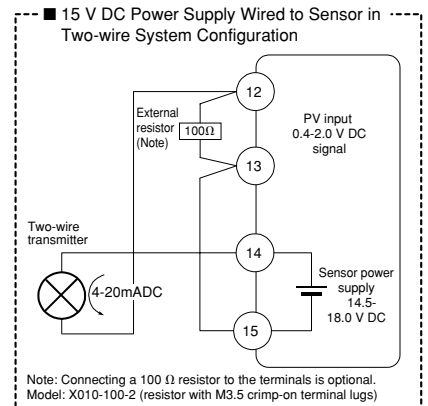 ■ 15 V DC Power Supply Wired to Sensor in
Two-wire System Configuration
12
External
resistor
(Note)
100Ω
PV input
0.4-2.0 V DC
signal
13
Two-wire
transmitter
14
4-20mADC
Sensor power
supply
14.5-
18.0 V DC
15
Note: Connecting a 100 Ω resistor to the terminals is optional.
Model: X010-100-2 (resistor with M3.5 crimp-on terminal lugs)